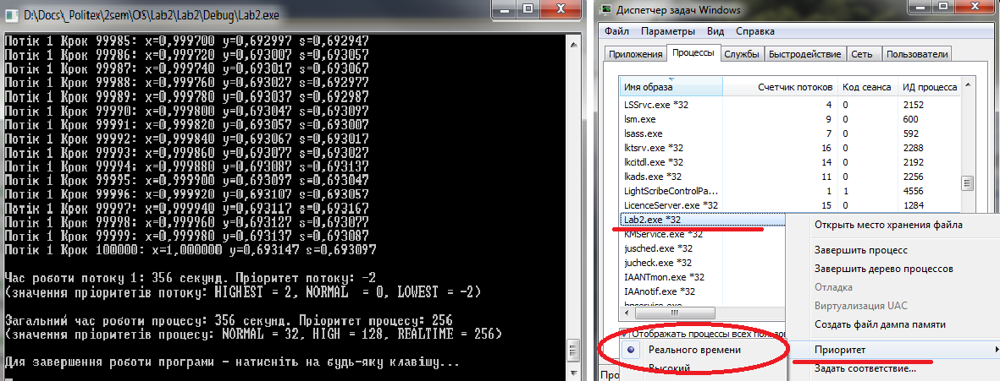 D:\Docs\_Politex\2sem\OS\Lab2\Lab2\Debug\Lab2.exe
Потік 1 Крок 99985: x=0,999700 y=0,692997 s=0,692947
Потік 1 Крок 99986: x=0,999720 y=0,693007 s=0,693057
Потік 1 Крок 99987: x=0,999740 y=0,693017 s=0,693067
Потік 1 Крок 99988: x=0,999760 y=0,693027 s=0,692977
Потік 1 Крок 99989: x=0,999780 y=0,693037 s=0,692987
Потік 1 Крок 99990: x=0,999800 y=0,693047 s=0,693097
Потік 1 Крок 99991: x=0,999820 y=0,693057 s=0,693007
Потік 1 Крок 99992: x=0,999840 y=0,693067 s=0,693017
Потік 1 Крок 99993: x=0,999860 y=0,693077 s=0,693027
Потік 1 Крок 99994: x=0,999880 y=0,693087 s=0,693137
Потік 1 Крок 99995: x=0,999900 y=0,693097 s=0,693047
Потік 1 Крок 99996: x=0,999920 y=0,693107 s=0,693057
Потік 1 Крок 99997: x=0,999940 y=0,693117 s=0,693167
Потік 1 Крок 99998: x=0,999960 y=0,693127 s=0,693077
Потік 1 Крок 99999: x=0,999980 y=0,693137 s=0,693087
Потік 1 Крок 100000: x=1,000000 y=0,693147 s=0,693097
Час роботи потоку 1: 356 секунд. Пріоритет потоку: -2
(значення пріоритетів потоку: HIGHEST = 2, NORMAL  = 0, LOWEST = -2)
Загальний час роботи процесу: 356 секунд. Пріоритет процесу: 256
(значення пріоритетів процесу: NORMAL = 32, HIGH = 128, REALTIME = 256)
Для завершення роботи програми - натисніть на будь-яку клавішу...
Диспетчер задач Windows
Файл Параметры Вид Справка
Приложения Процессы Службы Быстродействие Сеть Пользователи
Имя образа Счетчик потоков Код сеанса ИД процесса
LSSrvc.exe *32 4 0 2152
lsm.exe 9 0 600
lsass.exe 7 0 592
lktsrv.exe *32 16 0 2288
lkcitdl.exe *32 14 0 2192
lkads.exe *32 11 0 2256
LightScribeControlPa... 1 1 4556
LicenceServer.exe *32 15 0 1284
Lab2.exe *32
KMService.exe *32
jusched.exe *32
jucheck.exe *32
IAANTmon.exe *32
IAAnotif.exe *32
hpservice.exe
Отображать процессы всех
Открыть место хранения файла
Завершить процесс
Завершить дерево процессов
Отладка
Виртуализация UAC
Создать файл дампа памяти
Приоритет
Задать соответствие...
Реального времени
Высокий